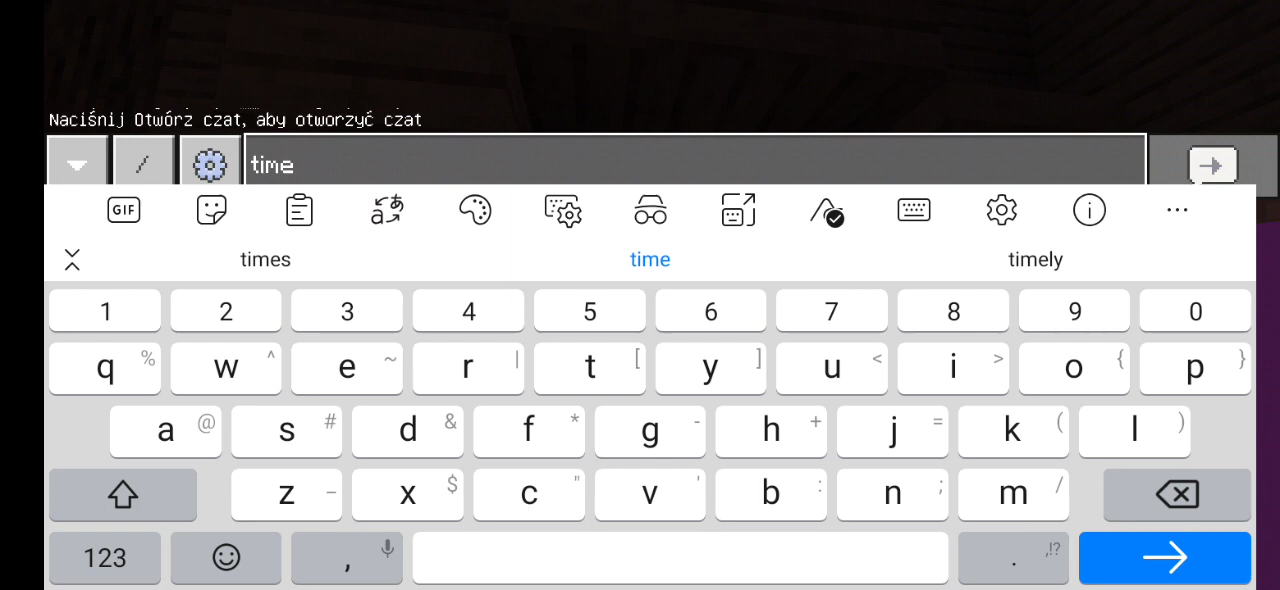 Naciśnij Otwórz czat, aby otworzyć czat
/ time
GIF
times time timely
1 2 3 4 5 6 7 8 9 0
q % w ^ e ~ r | t [ y ] u < i > o { p }
a @ s # d & f * g - h + j = k ( l )
z _ x $ c " v ' b : n ; m /
123 , . ,!?